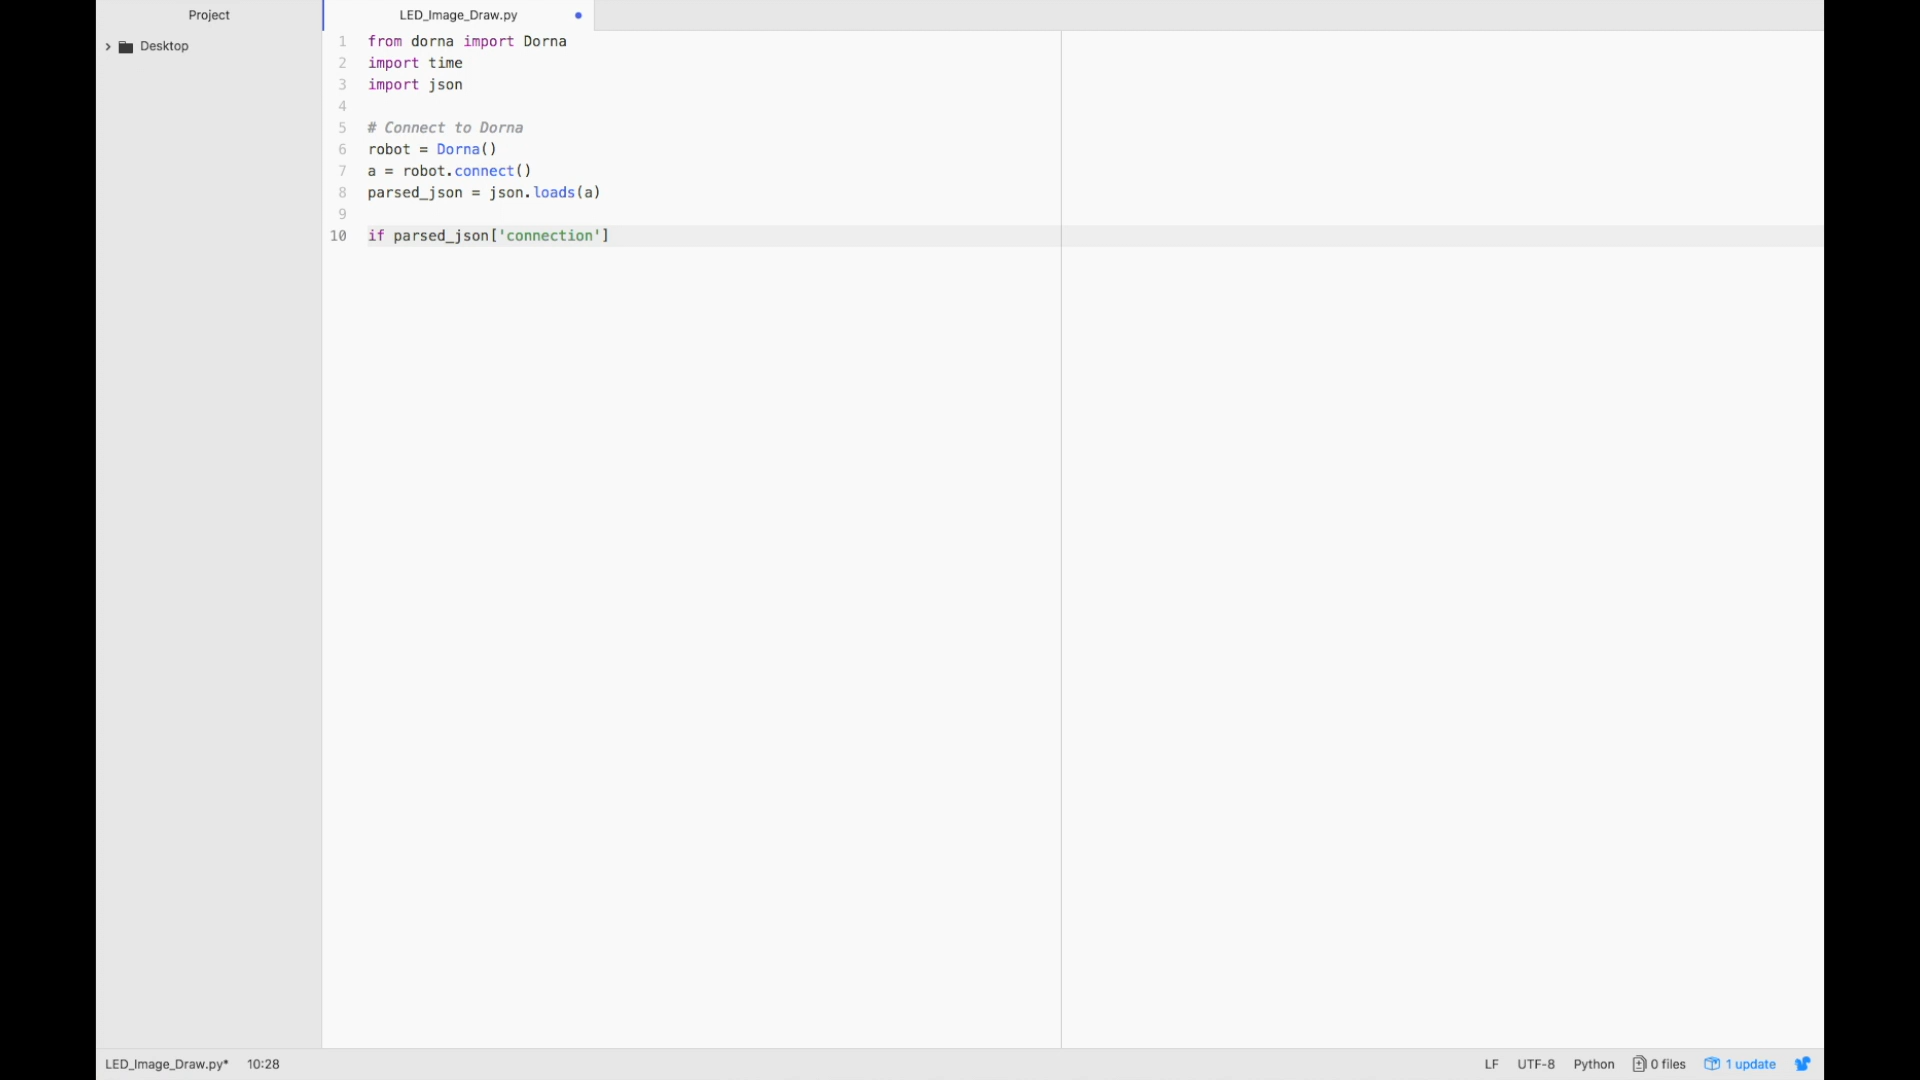 Project
LED_Image_Draw.py
Desktop
1 from dorna import Dorna
2 import time
3 import json
4
5 # Connect to Dorna
6 robot = Dorna()
7 a = robot.connect()
8 parsed_json = json.loads(a)
9
10 if parsed_json['connection']
LED_Image_Draw.py* 10:28 LF UTF-8 Python 0 files 1 update